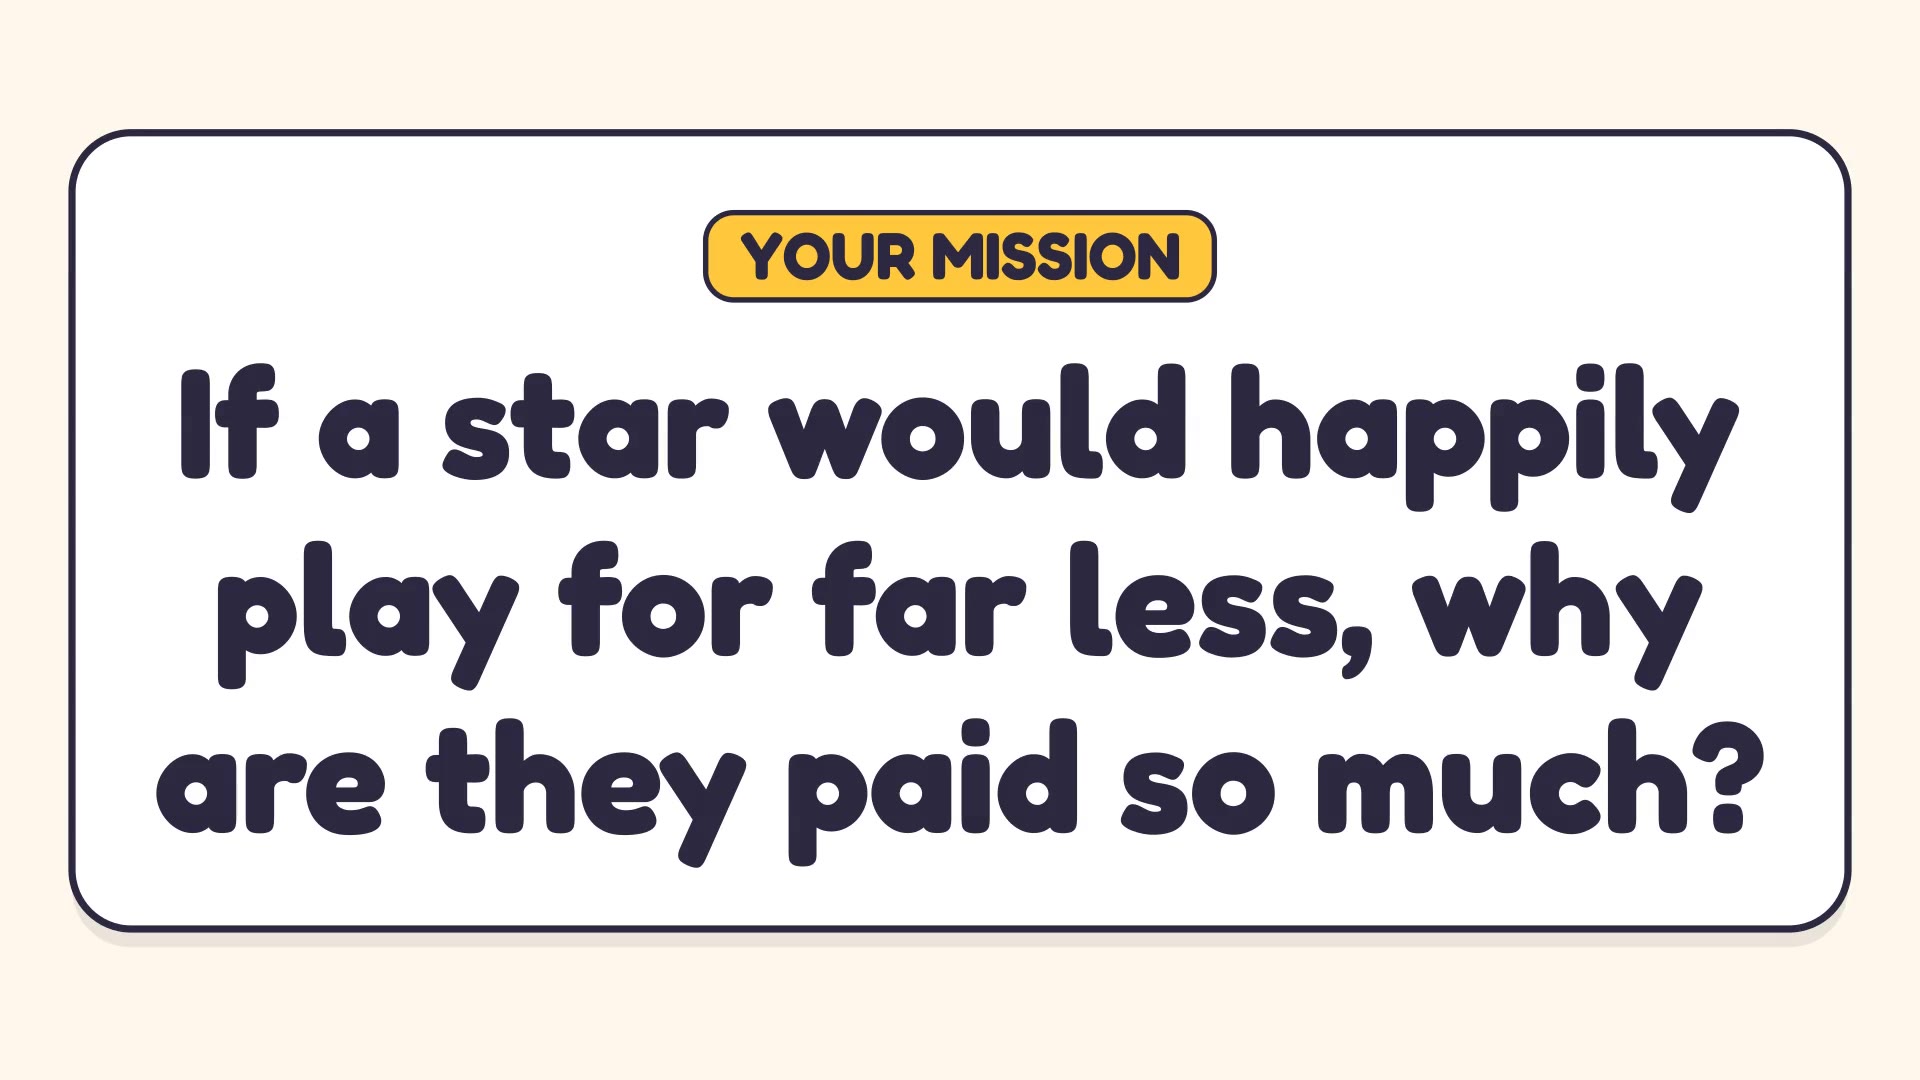 YOUR MISSION
If a star would happily
play for far less, why
are they paid so much?